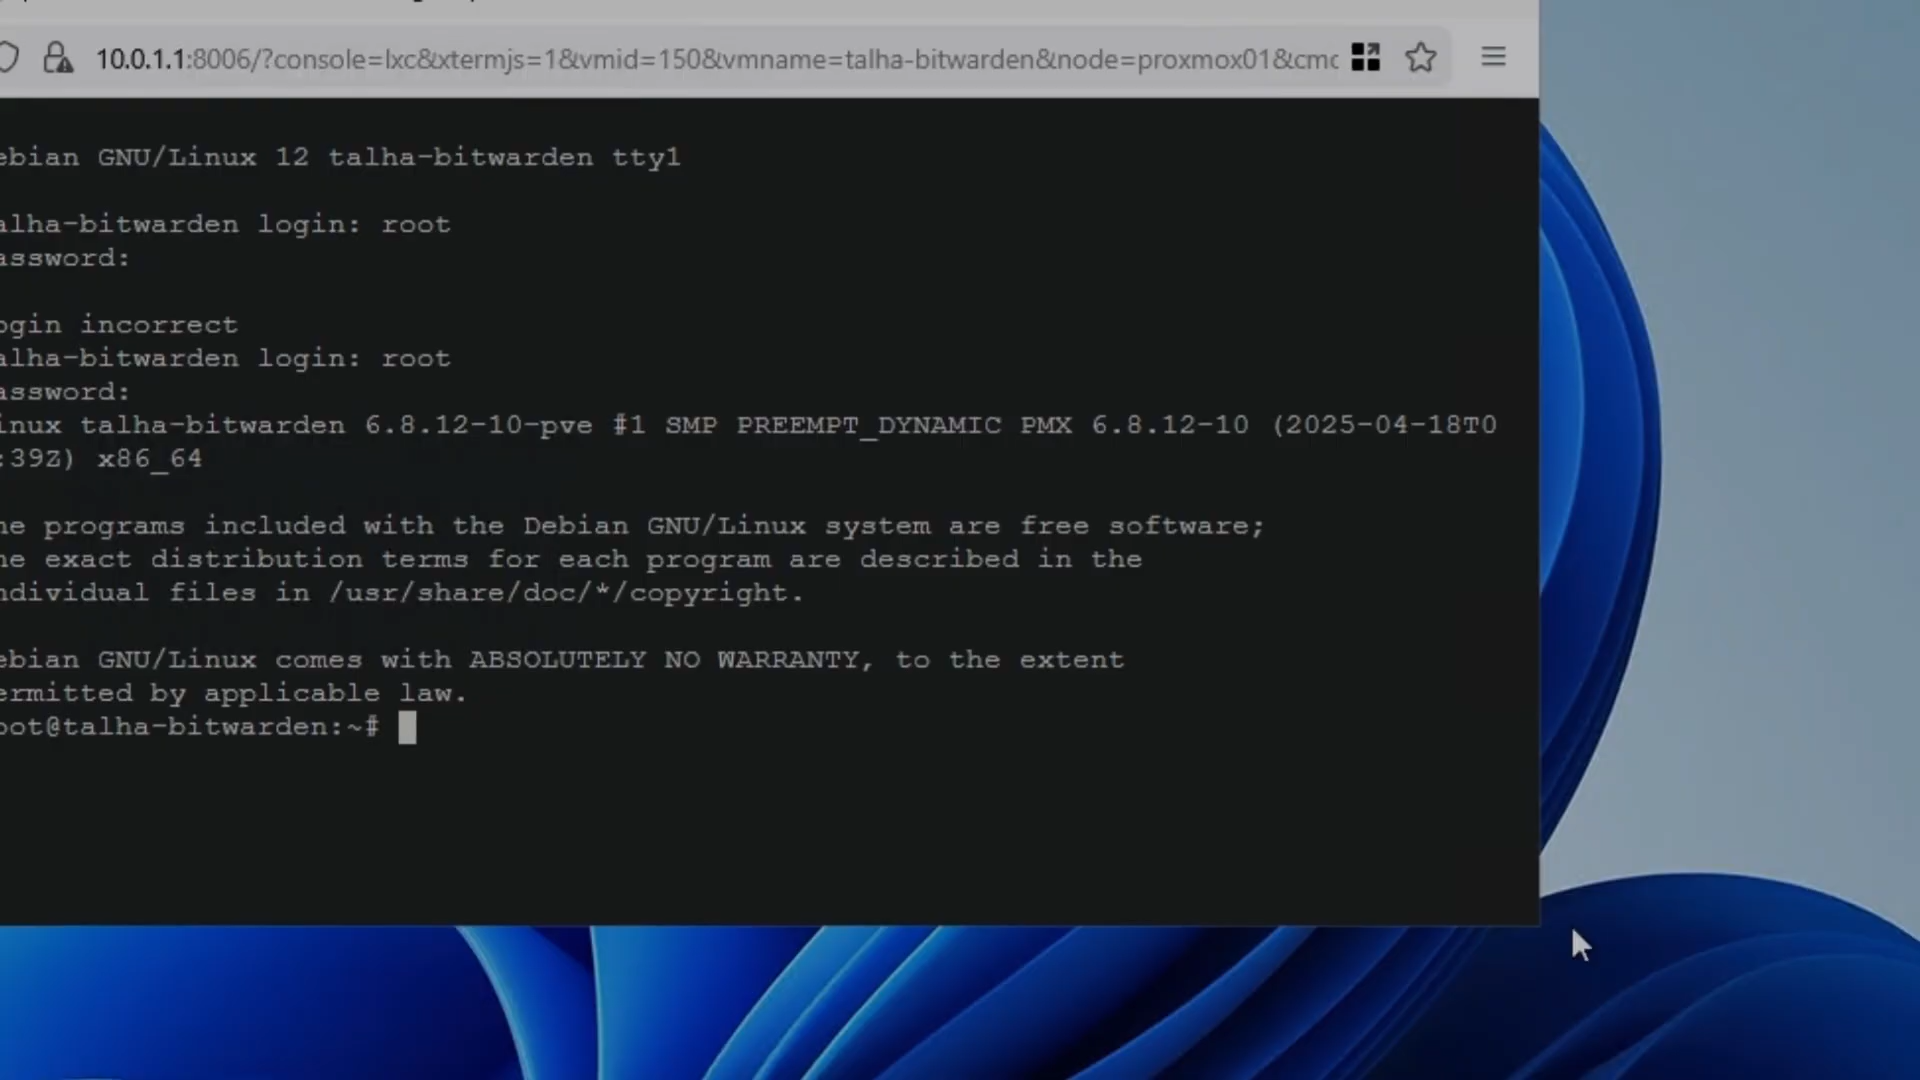 10.0.1.1:8006/?console=lxc&xtermjs=1&vmid=150&vmname=talha-bitwarden&node=proxmox01&cmd
ebian GNU/Linux 12 talha-bitwarden tty1
alha-bitwarden login: root
assword:
ogin incorrect
alha-bitwarden login: root
assword:
inux talha-bitwarden 6.8.12-10-pve #1 SMP PREEMPT_DYNAMIC PMX 6.8.12-10 (2025-04-18T0
:39Z) x86_64
he programs included with the Debian GNU/Linux system are free software;
he exact distribution terms for each program are described in the
ndividual files in /usr/share/doc/*/copyright.
ebian GNU/Linux comes with ABSOLUTELY NO WARRANTY, to the extent
ermitted by applicable law.
oot@talha-bitwarden:~#